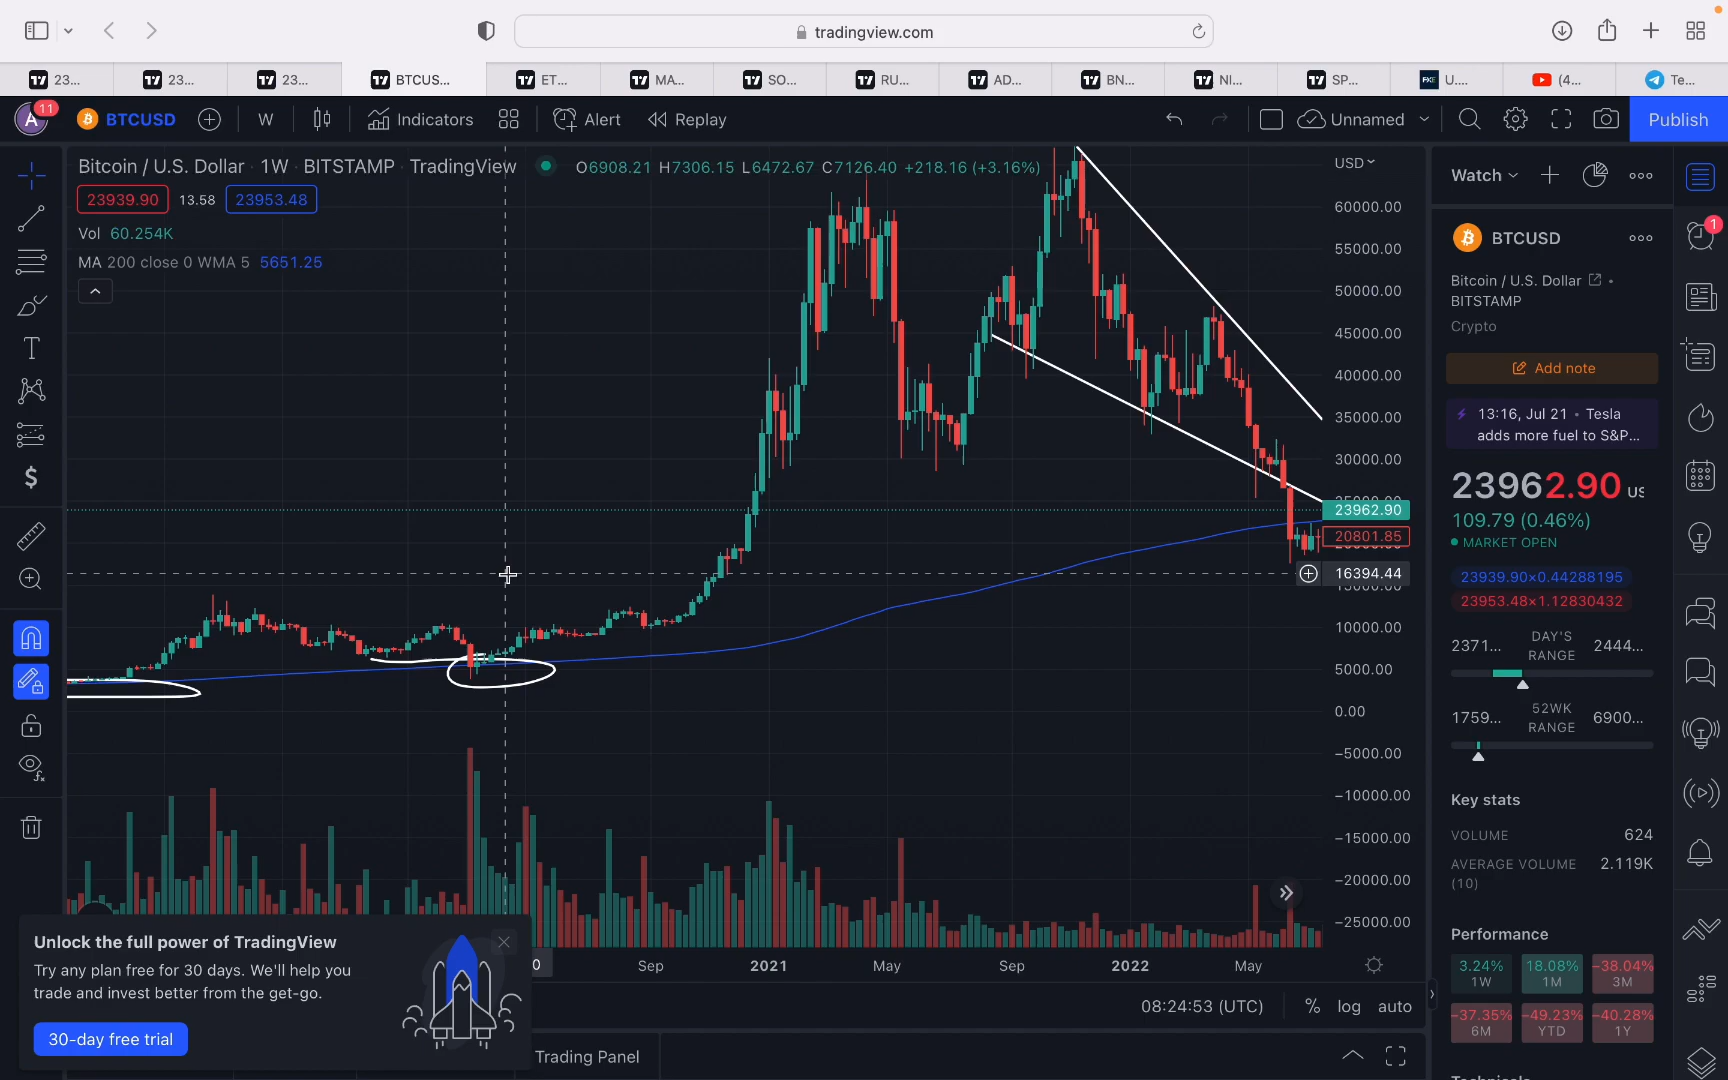 tradingview.com
23...
23...
23...
BTCUS...
ET...
MA...
SO...
RU...
AD...
BN...
NI...
SP...
FXE
U....
(4...
Te...
A
11
BTCUSD
W
Indicators
Alert
Replay
Unnamed
Publish
Bitcoin / U.S. Dollar · 1W · BITSTAMP · TradingView
O6908.21 H7306.15 L6472.67 C7126.40 +218.16 (+3.16%)
USD
23939.90
13.58
23953.48
Vol 60.254K
MA 200 close 0 WMA 5 5651.25
60000.00
55000.00
50000.00
45000.00
40000.00
35000.00
30000.00
23962.90
20801.85
16394.44
15000.00
10000.00
5000.00
0.00
−5000.00
−10000.00
−15000.00
−20000.00
−25000.00
0
Sep
2021
May
Sep
2022
May
08:24:53 (UTC)
%
log
auto
Trading Panel
Unlock the full power of TradingView
Try any plan free for 30 days. We'll help you
trade and invest better from the get-go.
30-day free trial
Watch
BTCUSD
Bitcoin / U.S. Dollar
BITSTAMP
Crypto
Add note
13:16, Jul 21 • Tesla
adds more fuel to S&P...
23962.90
109.79 (0.46%)
MARKET OPEN
23939.90×0.44288195
23953.48×1.12830432
2371...
DAY'S
RANGE
2444...
1759...
52WK
RANGE
6900...
Key stats
VOLUME
624
AVERAGE VOLUME
(10)
2.119K
Performance
3.24%
1W
18.08%
1M
−38.04%
3M
−37.35%
6M
−49.23%
YTD
−40.28%
1Y
1